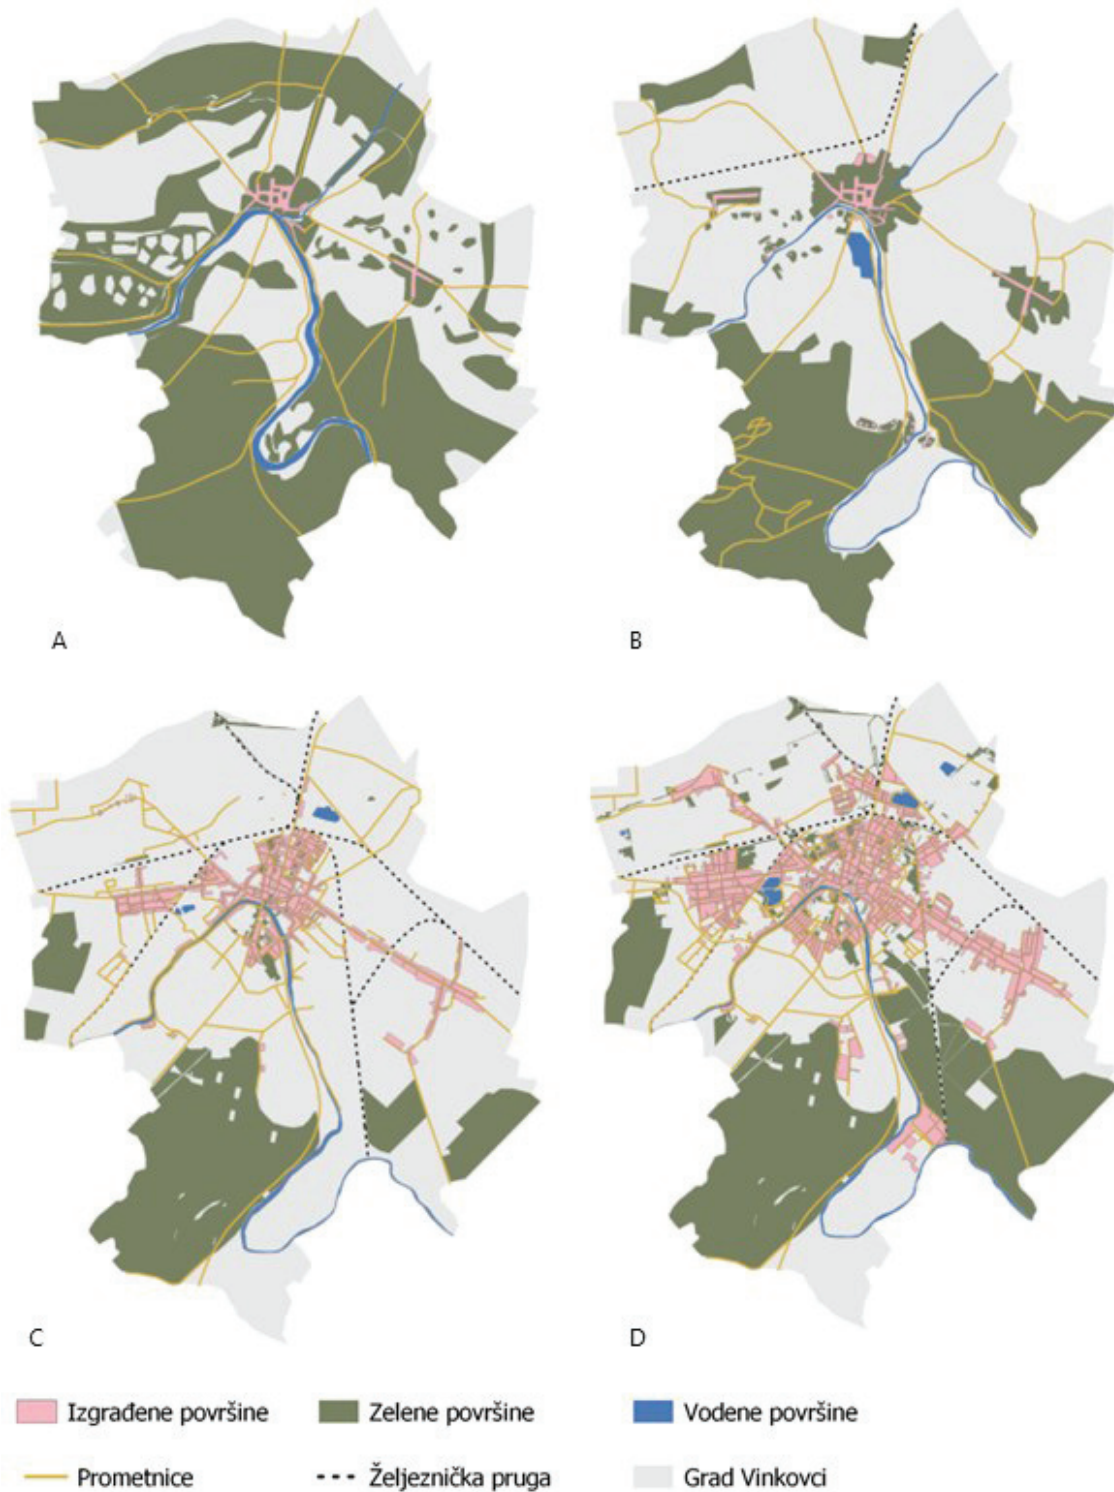 A
B
C
D
Izgrađene površine
Zelene površine
Vodene površine
Prometnice
Željeznička pruga
Grad Vinkovci